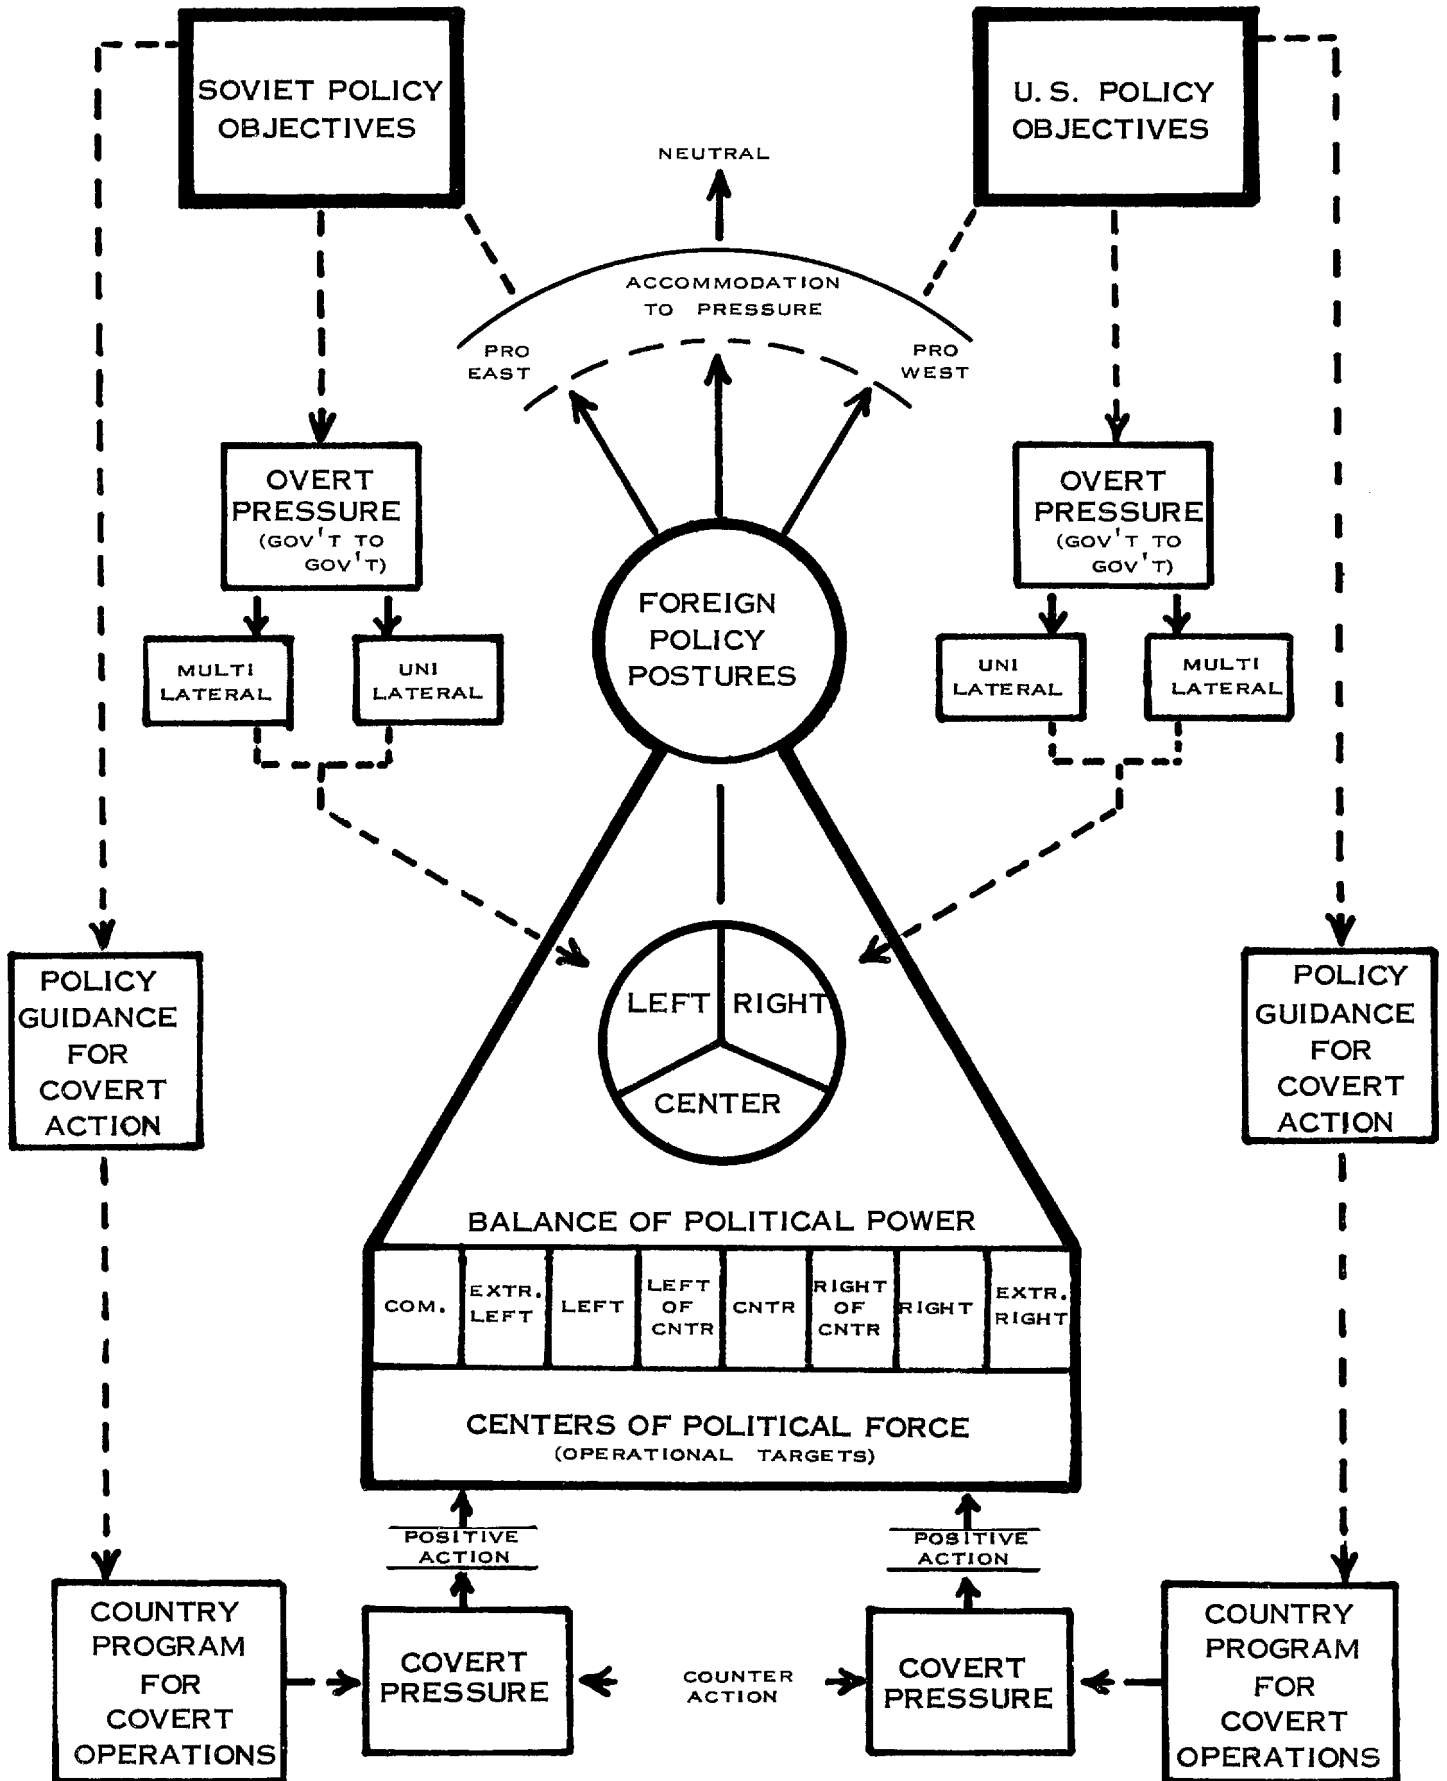 SOVIET POLICY
OBJECTIVES
U.S. POLICY
OBJECTIVES
NEUTRAL
ACCOMMODATION
TO PRESSURE
PRO
EAST
PRO
WEST
OVERT
PRESSURE
(GOV'T TO
GOV'T)
OVERT
PRESSURE
(GOV'T TO
GOV'T)
FOREIGN
POLICY
POSTURES
MULTI
LATERAL
UNI
LATERAL
UNI
LATERAL
MULTI
LATERAL
POLICY
GUIDANCE
FOR
COVERT
ACTION
LEFT
RIGHT
CENTER
POLICY
GUIDANCE
FOR
COVERT
ACTION
BALANCE OF POLITICAL POWER
COM.
EXTR.
LEFT
LEFT
LEFT
OF
CNTR
CNTR
RIGHT
OF
CNTR
RIGHT
EXTR.
RIGHT
CENTERS OF POLITICAL FORCE
(OPERATIONAL TARGETS)
POSITIVE
ACTION
POSITIVE
ACTION
COUNTRY
PROGRAM
FOR
COVERT
OPERATIONS
COVERT
PRESSURE
COUNTER
ACTION
COVERT
PRESSURE
COUNTRY
PROGRAM
FOR
COVERT
OPERATIONS